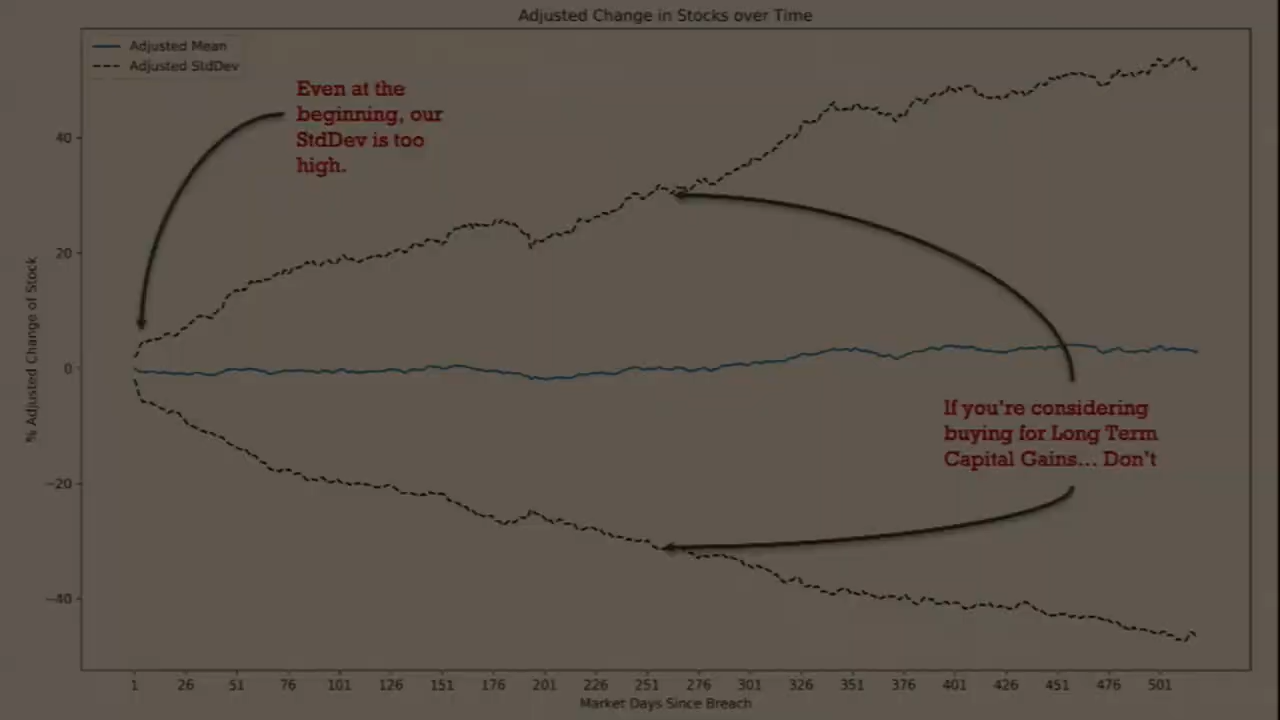 Adjusted Change in Stocks over Time
Adjusted Mean
Adjusted StdDev
Even at the
beginning, our
StdDev is too
high.
If you're considering
buying for Long Term
Capital Gains... Don't
% Adjusted Change of Stock
40
20
0
−20
−40
1 26 51 76 101 126 151 176 201 226 251 276 301 326 351 376 401 426 451 476 501
Market Days Since Breach